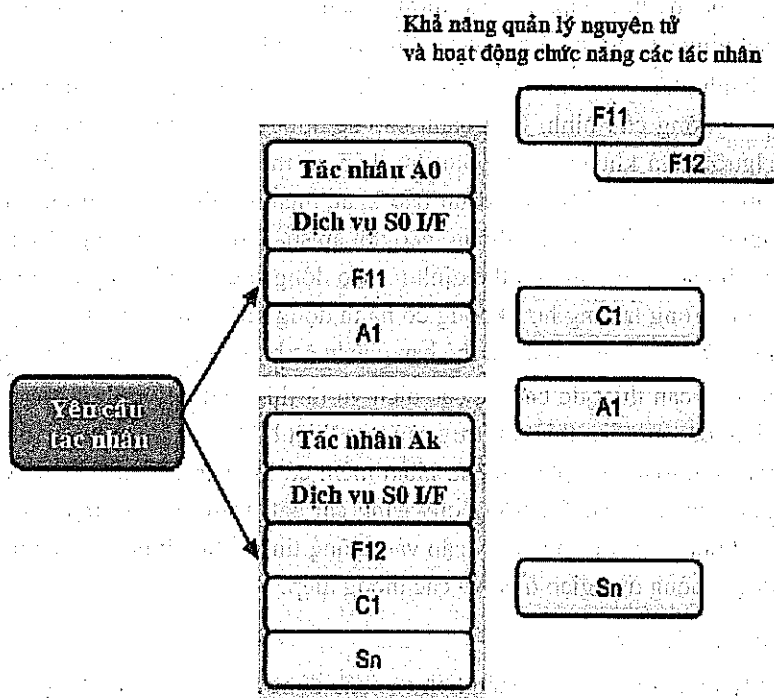 Khả năng quản lý nguyên tử
và hoạt động chức năng các tác nhân
F11
F12
Tác nhân A0
Dịch vụ S0 I/F
F11
A1
C1
A1
Yêu cầu
tác nhân
Tác nhân Ak
Dịch vụ S0 I/F
F12
C1
Sn
Sn